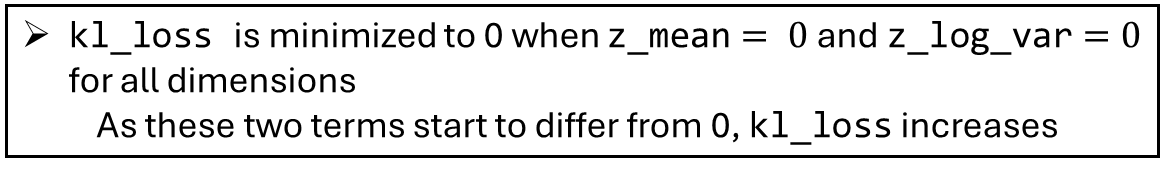 ➢ kl_loss is minimized to 0 when z_mean = 0 and z_log_var = 0
for all dimensions
As these two terms start to differ from 0, kl_loss increases